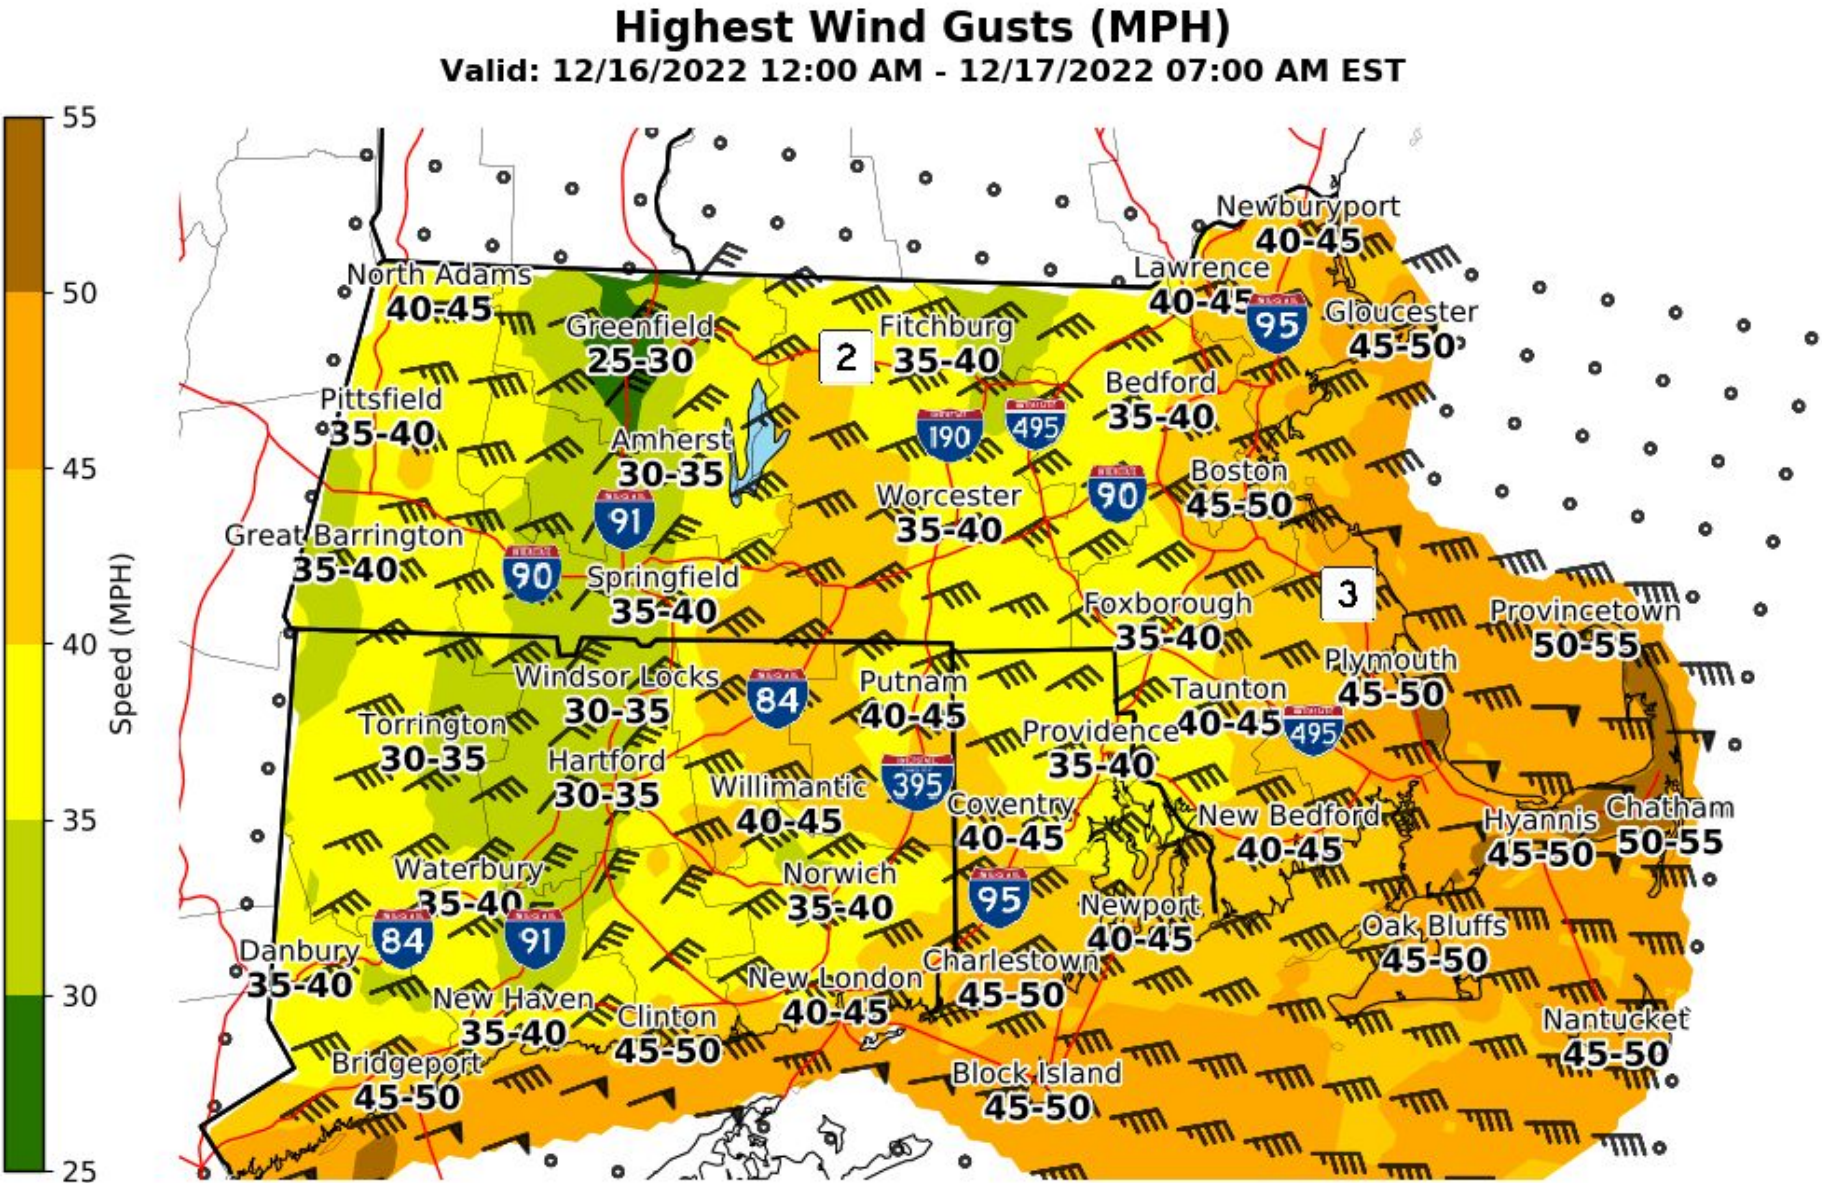 Highest Wind Gusts (MPH)
Valid: 12/16/2022 12:00 AM - 12/17/2022 07:00 AM EST
55
50
45
40
35
30
25
Speed (MPH)
Newburyport
40-45
North Adams
40-45
Lawrence
40-45
95
Gloucester
45-50
Greenfield
25-30
2
Fitchburg
35-40
Pittsfield
35-40
Bedford
35-40
190
495
Amherst
30-35
91
90
Boston
45-50
Worcester
35-40
Great Barrington
35-40
90
Springfield
35-40
3
Foxborough
35-40
Provincetown
50-55
Windsor Locks
30-35
84
Putnam
40-45
Plymouth
45-50
Taunton
40-45
495
Torrington
30-35
Providence
35-40
Hartford
30-35
395
Willimantic
40-45
Coventry
40-45
New Bedford
40-45
Hyannis
45-50
Chatham
50-55
Waterbury
35-40
Norwich
35-40
95
Newport
40-45
84
91
Oak Bluffs
45-50
Danbury
35-40
Charlestown
45-50
New London
40-45
New Haven
35-40
Clinton
45-50
Nantucket
45-50
Bridgeport
45-50
Block Island
45-50